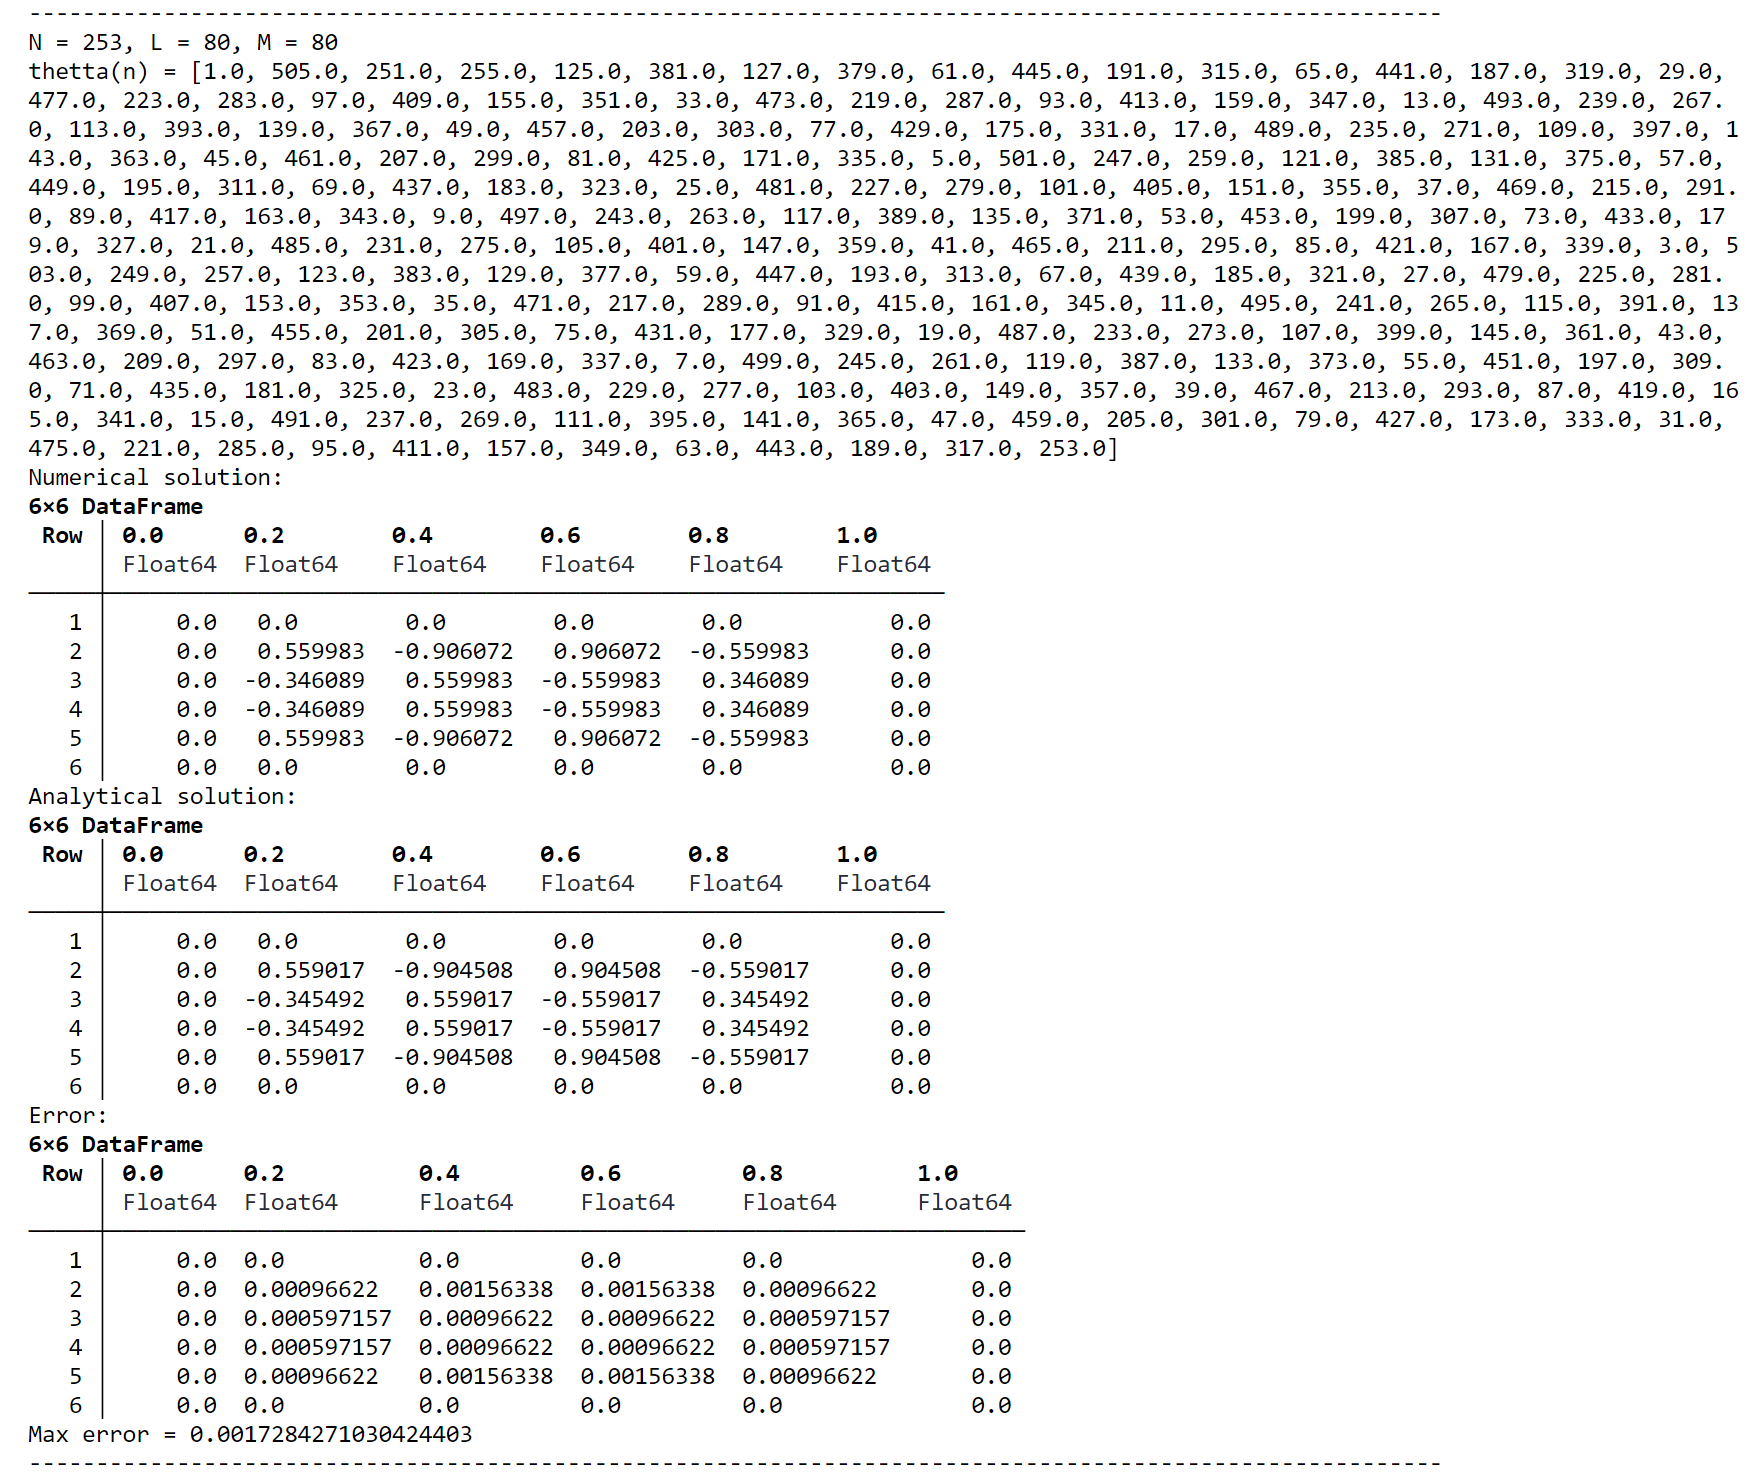 ---------------------------------------------------------------------------------------------------------
N = 253, L = 80, M = 80
thetta(n) = [1.0, 505.0, 251.0, 255.0, 125.0, 381.0, 127.0, 379.0, 61.0, 445.0, 191.0, 315.0, 65.0, 441.0, 187.0, 319.0, 29.0,
477.0, 223.0, 283.0, 97.0, 409.0, 155.0, 351.0, 33.0, 473.0, 219.0, 287.0, 93.0, 413.0, 159.0, 347.0, 13.0, 493.0, 239.0, 267.
0, 113.0, 393.0, 139.0, 367.0, 49.0, 457.0, 203.0, 303.0, 77.0, 429.0, 175.0, 331.0, 17.0, 489.0, 235.0, 271.0, 109.0, 397.0, 1
43.0, 363.0, 45.0, 461.0, 207.0, 299.0, 81.0, 425.0, 171.0, 335.0, 5.0, 501.0, 247.0, 259.0, 121.0, 385.0, 131.0, 375.0, 57.0,
449.0, 195.0, 311.0, 69.0, 437.0, 183.0, 323.0, 25.0, 481.0, 227.0, 279.0, 101.0, 405.0, 151.0, 355.0, 37.0, 469.0, 215.0, 291.
0, 89.0, 417.0, 163.0, 343.0, 9.0, 497.0, 243.0, 263.0, 117.0, 389.0, 135.0, 371.0, 53.0, 453.0, 199.0, 307.0, 73.0, 433.0, 17
9.0, 327.0, 21.0, 485.0, 231.0, 275.0, 105.0, 401.0, 147.0, 359.0, 41.0, 465.0, 211.0, 295.0, 85.0, 421.0, 167.0, 339.0, 3.0, 5
03.0, 249.0, 257.0, 123.0, 383.0, 129.0, 377.0, 59.0, 447.0, 193.0, 313.0, 67.0, 439.0, 185.0, 321.0, 27.0, 479.0, 225.0, 281.
0, 99.0, 407.0, 153.0, 353.0, 35.0, 471.0, 217.0, 289.0, 91.0, 415.0, 161.0, 345.0, 11.0, 495.0, 241.0, 265.0, 115.0, 391.0, 13
7.0, 369.0, 51.0, 455.0, 201.0, 305.0, 75.0, 431.0, 177.0, 329.0, 19.0, 487.0, 233.0, 273.0, 107.0, 399.0, 145.0, 361.0, 43.0,
463.0, 209.0, 297.0, 83.0, 423.0, 169.0, 337.0, 7.0, 499.0, 245.0, 261.0, 119.0, 387.0, 133.0, 373.0, 55.0, 451.0, 197.0, 309.
0, 71.0, 435.0, 181.0, 325.0, 23.0, 483.0, 229.0, 277.0, 103.0, 403.0, 149.0, 357.0, 39.0, 467.0, 213.0, 293.0, 87.0, 419.0, 16
5.0, 341.0, 15.0, 491.0, 237.0, 269.0, 111.0, 395.0, 141.0, 365.0, 47.0, 459.0, 205.0, 301.0, 79.0, 427.0, 173.0, 333.0, 31.0,
475.0, 221.0, 285.0, 95.0, 411.0, 157.0, 349.0, 63.0, 443.0, 189.0, 317.0, 253.0]
Numerical solution:
6×6 DataFrame
Row 0.0 0.2 0.4 0.6 0.8 1.0
Float64 Float64 Float64 Float64 Float64 Float64
1 0.0 0.0 0.0 0.0 0.0 0.0
2 0.0 0.559983 -0.906072 0.906072 -0.559983 0.0
3 0.0 -0.346089 0.559983 -0.559983 0.346089 0.0
4 0.0 -0.346089 0.559983 -0.559983 0.346089 0.0
5 0.0 0.559983 -0.906072 0.906072 -0.559983 0.0
6 0.0 0.0 0.0 0.0 0.0 0.0
Analytical solution:
6×6 DataFrame
Row 0.0 0.2 0.4 0.6 0.8 1.0
Float64 Float64 Float64 Float64 Float64 Float64
1 0.0 0.0 0.0 0.0 0.0 0.0
2 0.0 0.559017 -0.904508 0.904508 -0.559017 0.0
3 0.0 -0.345492 0.559017 -0.559017 0.345492 0.0
4 0.0 -0.345492 0.559017 -0.559017 0.345492 0.0
5 0.0 0.559017 -0.904508 0.904508 -0.559017 0.0
6 0.0 0.0 0.0 0.0 0.0 0.0
Error:
6×6 DataFrame
Row 0.0 0.2 0.4 0.6 0.8 1.0
Float64 Float64 Float64 Float64 Float64 Float64
1 0.0 0.0 0.0 0.0 0.0 0.0
2 0.0 0.00096622 0.00156338 0.00156338 0.00096622 0.0
3 0.0 0.000597157 0.00096622 0.00096622 0.000597157 0.0
4 0.0 0.000597157 0.00096622 0.00096622 0.000597157 0.0
5 0.0 0.00096622 0.00156338 0.00156338 0.00096622 0.0
6 0.0 0.0 0.0 0.0 0.0 0.0
Max error = 0.0017284271030424403
---------------------------------------------------------------------------------------------------------